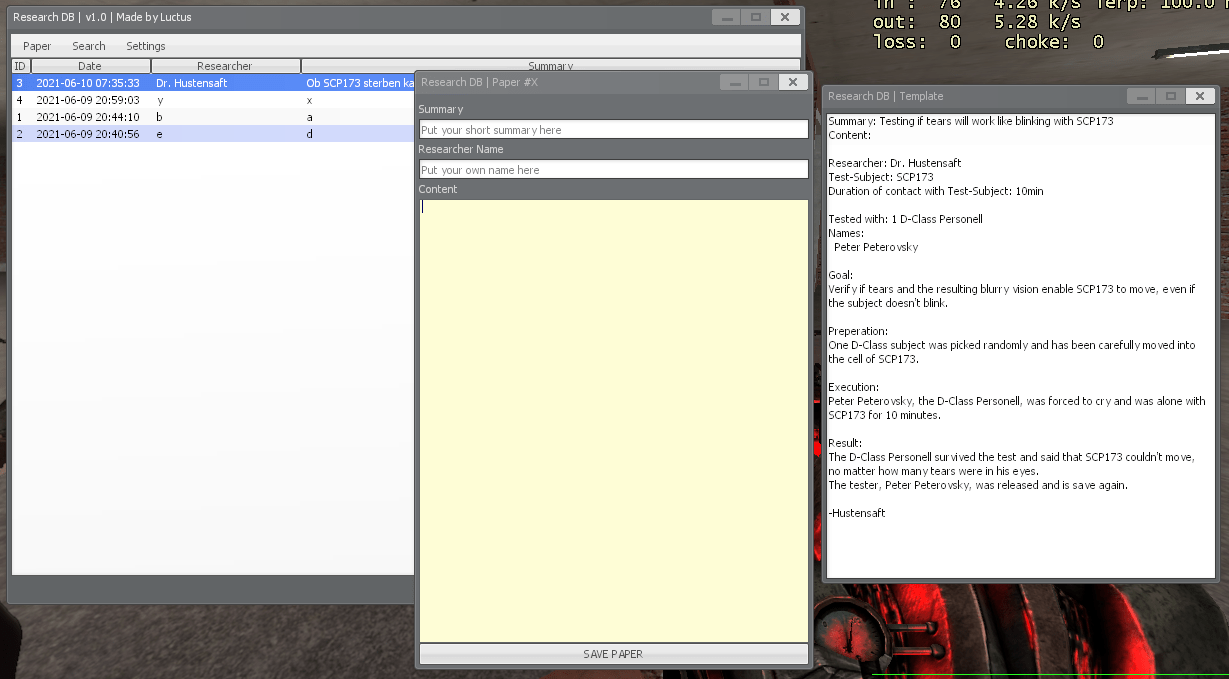 in :  76   4.26 k/s  lerp: 100.0
out:  80   5.28 k/s
loss:  0    choke:  0
Research DB | v1.0 | Made by Luctus
Paper Search Settings
ID Date Researcher Summary
3 2021-06-10 07:35:33 Dr. Hustensaft Ob SCP173 sterben ka
4 2021-06-09 20:59:03 y x
1 2021-06-09 20:44:10 b a
2 2021-06-09 20:40:56 e d
Research DB | Paper #X
Summary
Put your short summary here
Researcher Name
Put your own name here
Content
SAVE PAPER
Research DB | Template
Summary: Testing if tears will work like blinking with SCP173
Content:
Researcher: Dr. Hustensaft
Test-Subject: SCP173
Duration of contact with Test-Subject: 10min
Tested with: 1 D-Class Personell
Names:
Peter Peterovsky
Goal:
Verify if tears and the resulting blurry vision enable SCP173 to move, even if
the subject doesn't blink.
Preperation:
One D-Class subject was picked randomly and has been carefully moved into
the cell of SCP173.
Execution:
Peter Peterovsky, the D-Class Personell, was forced to cry and was alone with
SCP173 for 10 minutes.
Result:
The D-Class Personell survived the test and said that SCP173 couldn't move,
no matter how many tears were in his eyes.
The tester, Peter Peterovsky, was released and is save again.
-Hustensaft